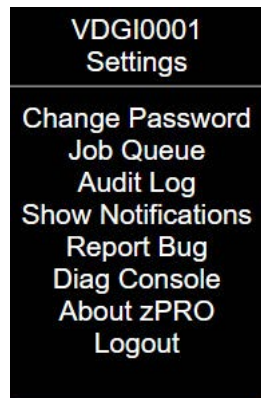 VDGI0001
Settings
Change Password
Job Queue
Audit Log
Show Notifications
Report Bug
Diag Console
About zPRO
Logout